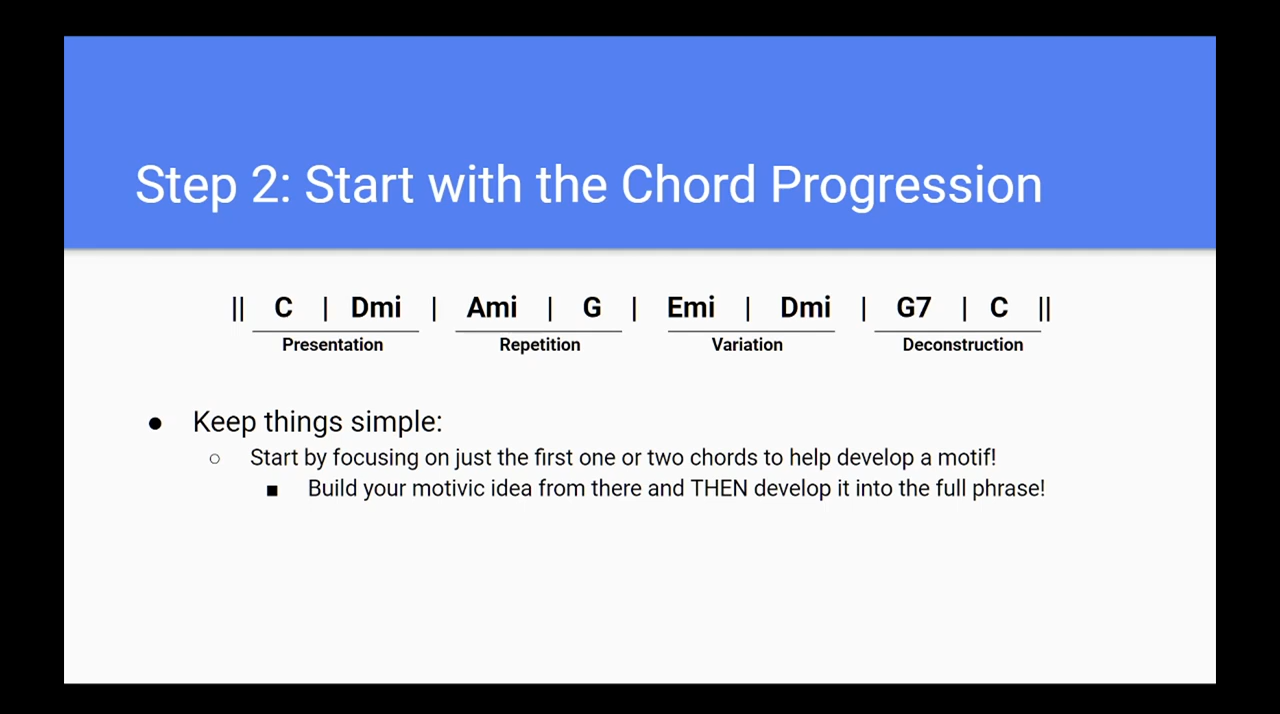 Step 2: Start with the Chord Progression
|| C | Dmi | Ami | G | Emi | Dmi | G7 | C ||
Presentation Repetition Variation Deconstruction
● Keep things simple:
○ Start by focusing on just the first one or two chords to help develop a motif!
■ Build your motivic idea from there and THEN develop it into the full phrase!